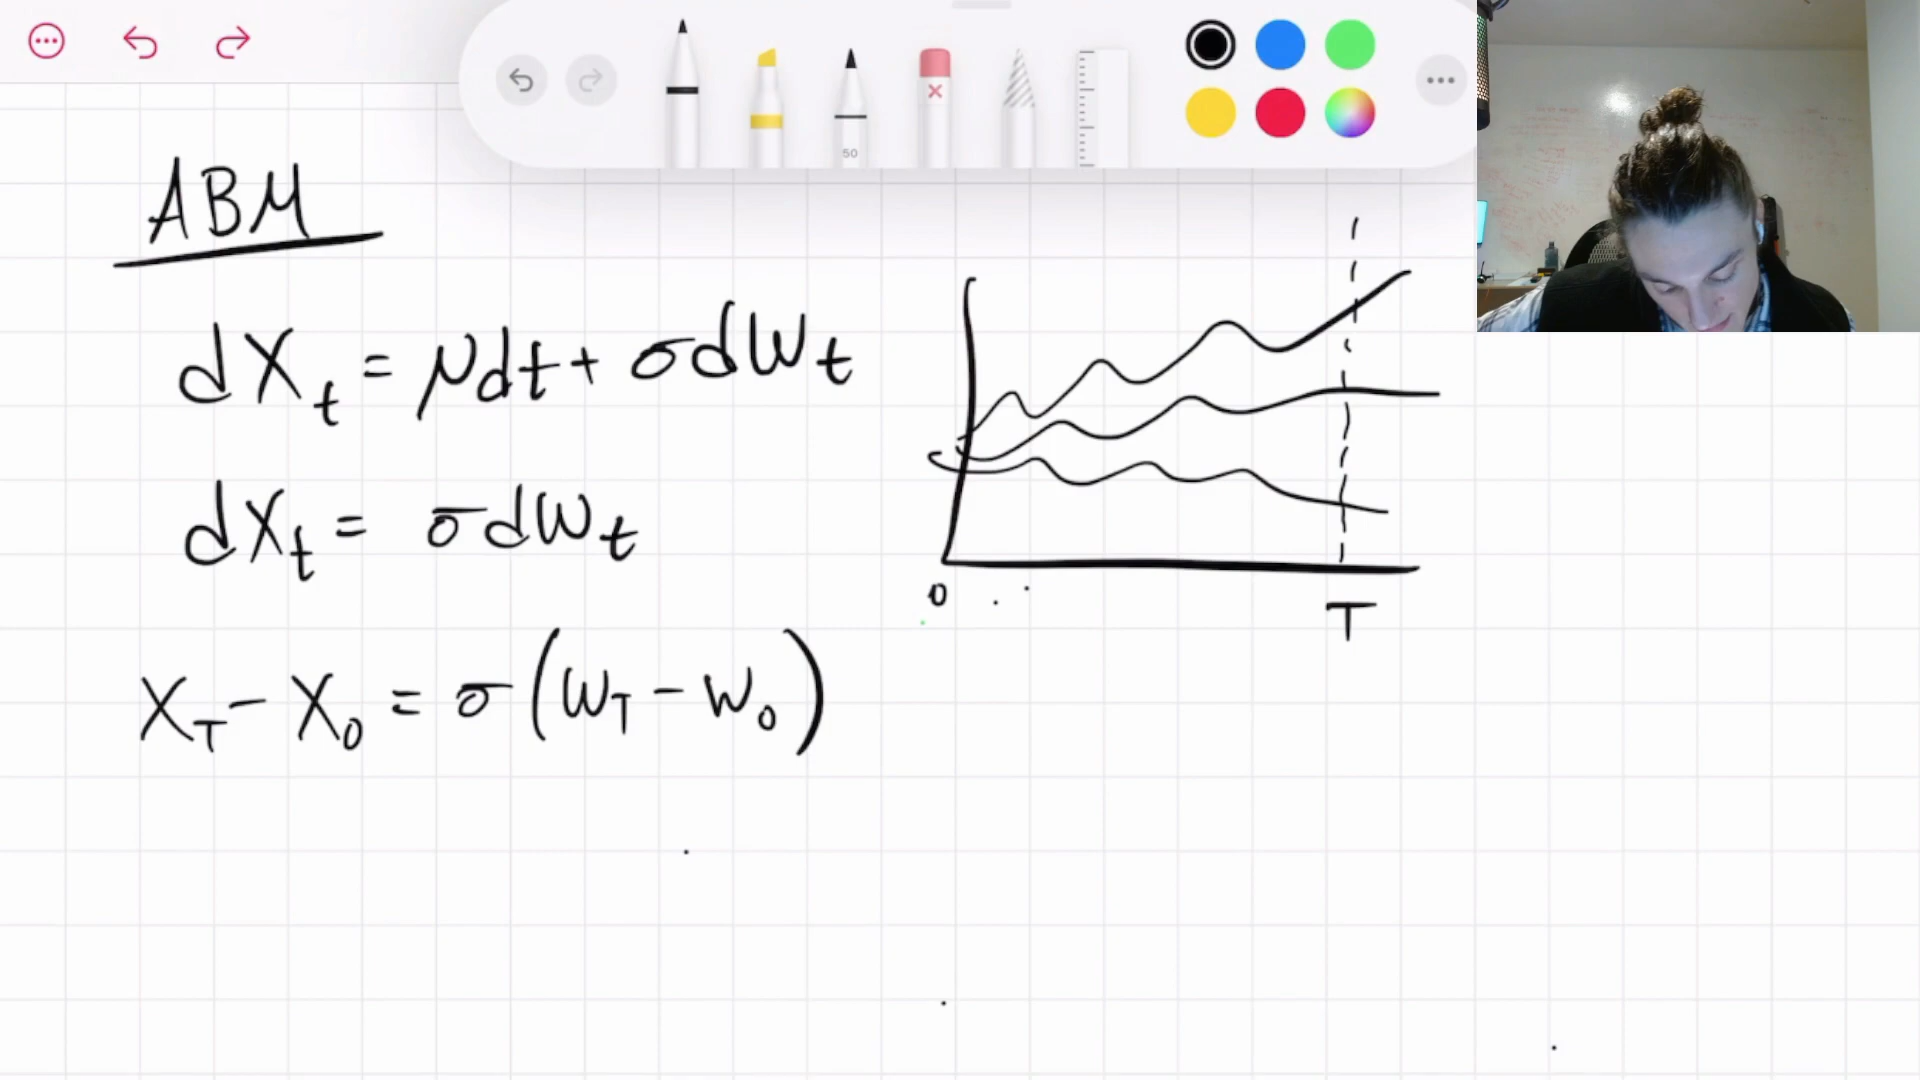 50
ABM
dX_t = μdt + σdW_t
dX_t = σdW_t
0
T
X_T - X_0 = σ(W_T - W_0)